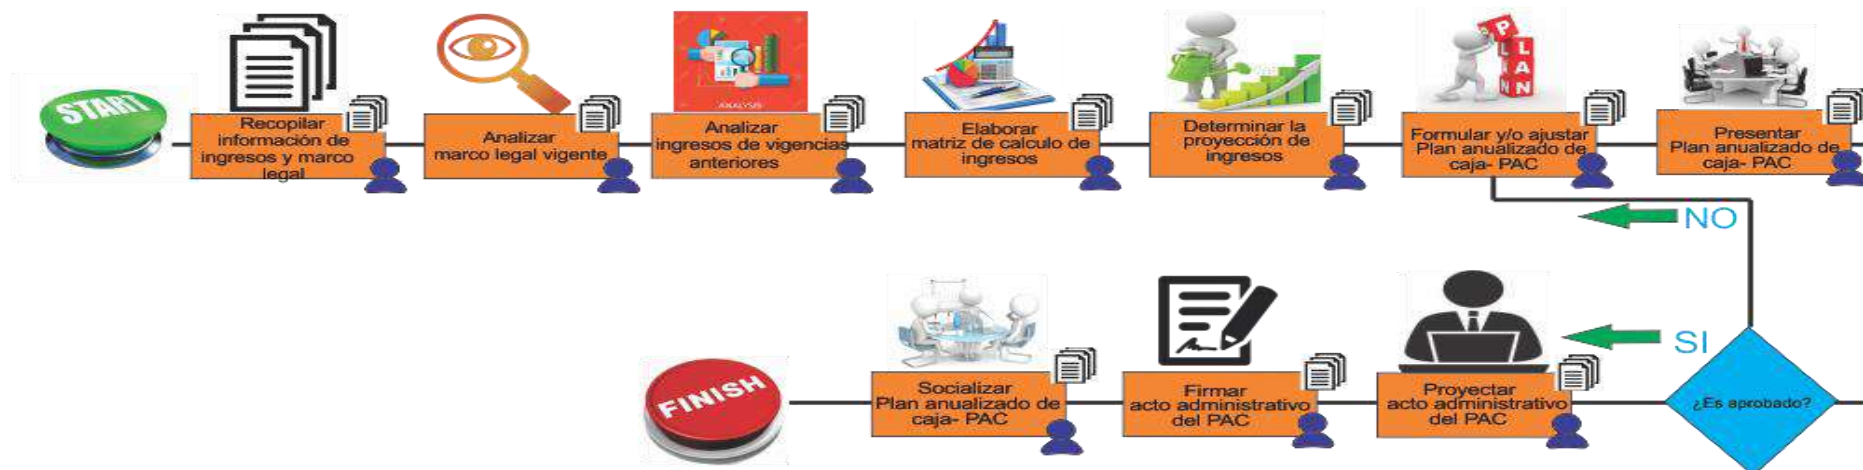 START
Recopilar
información de
ingresos y marco
legal
Analizar
marco legal vigente
ANALYSIS
Analizar
ingresos de vigencias
anteriores
Elaborar
matriz de calculo de
ingresos
Determinar la
proyección de
ingresos
PLAN
Formular y/o ajustar
Plan anualizado de
caja- PAC
Presentar
Plan anualizado de
caja- PAC
NO
SI
¿Es aprobado?
Proyectar
acto administrativo
del PAC
Firmar
acto administrativo
del PAC
Socializar
Plan anualizado de
caja- PAC
FINISH